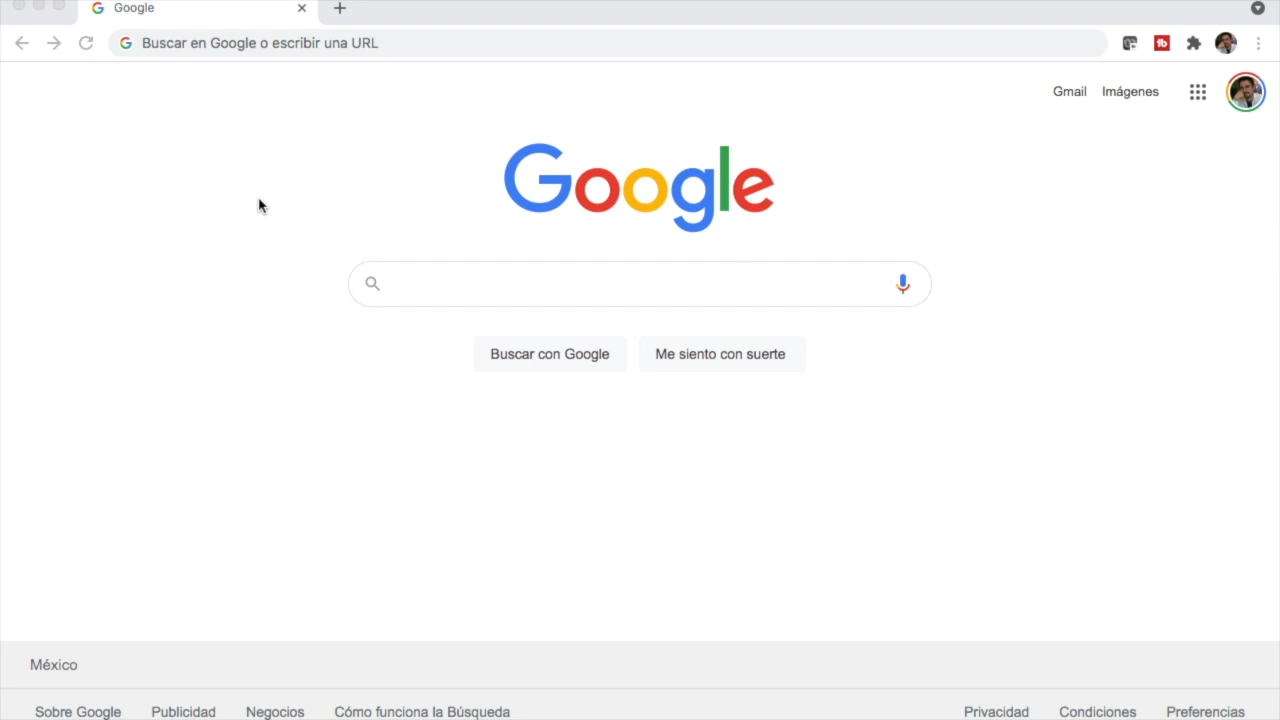 Google
Buscar en Google o escribir una URL
Gmail Imágenes
Google
Buscar con Google Me siento con suerte
México
Sobre Google Publicidad Negocios Cómo funciona la Búsqueda Privacidad Condiciones Preferencias